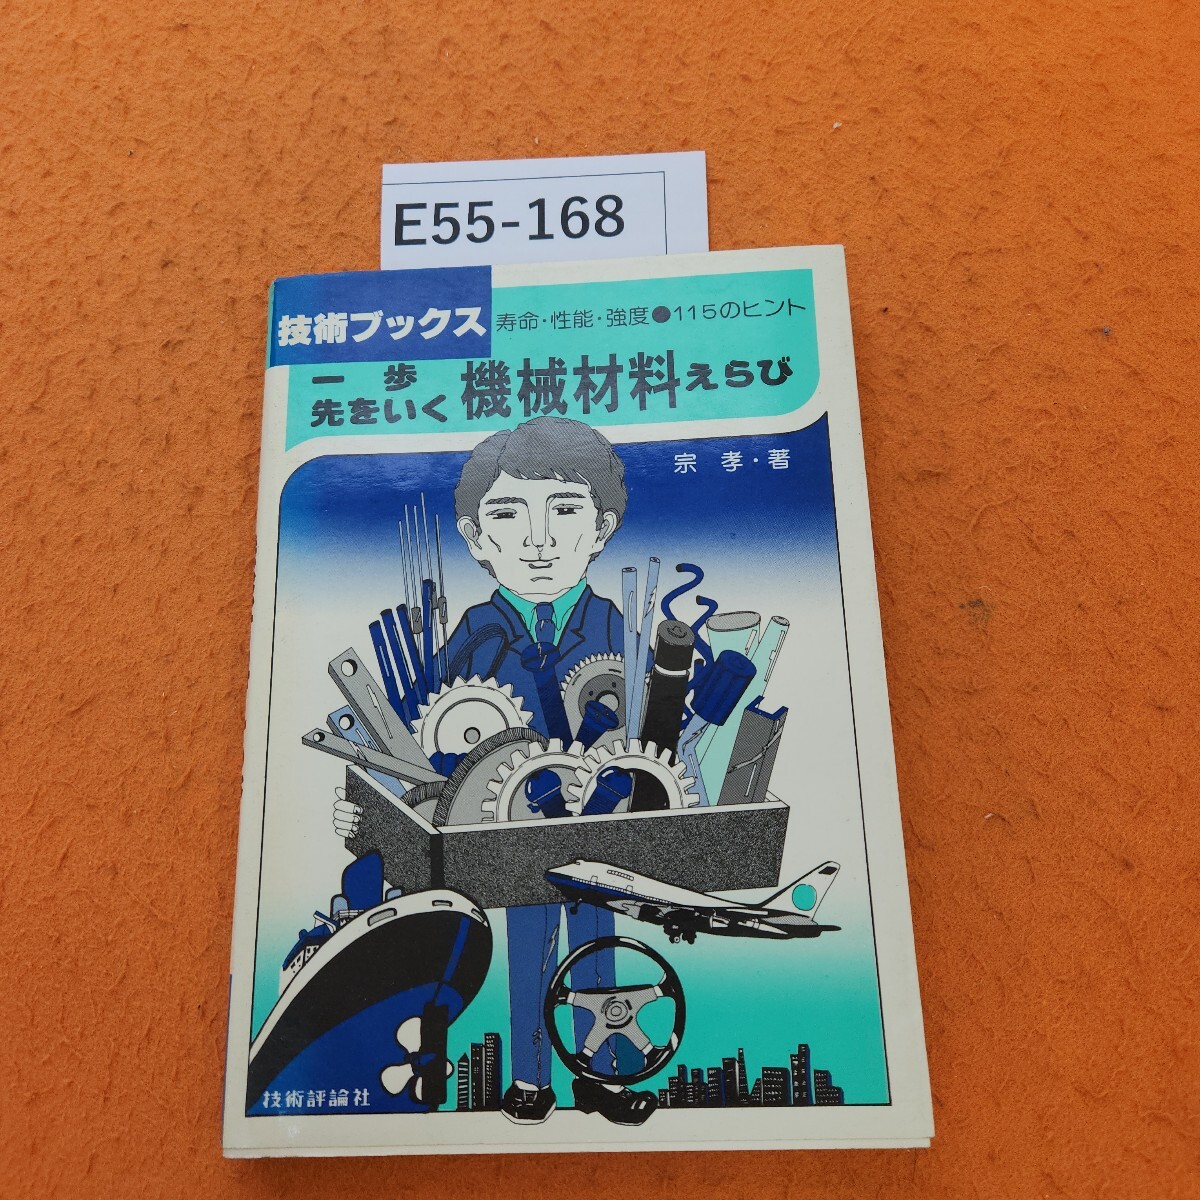 E55-168
技術ブックス
寿命・性能・強度●115のヒント
一歩
先をいく機械材料えらび
宗 孝・著
技術評論社